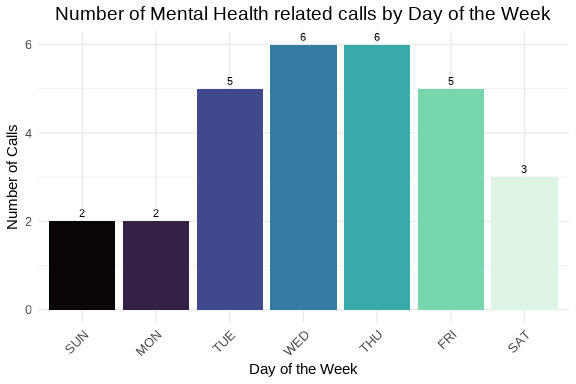 Number of Mental Health related calls by Day of the Week
Number of Calls
6
4
2
0
2
2
5
6
6
5
3
SUN
MON
TUE
WED
THU
FRI
SAT
Day of the Week